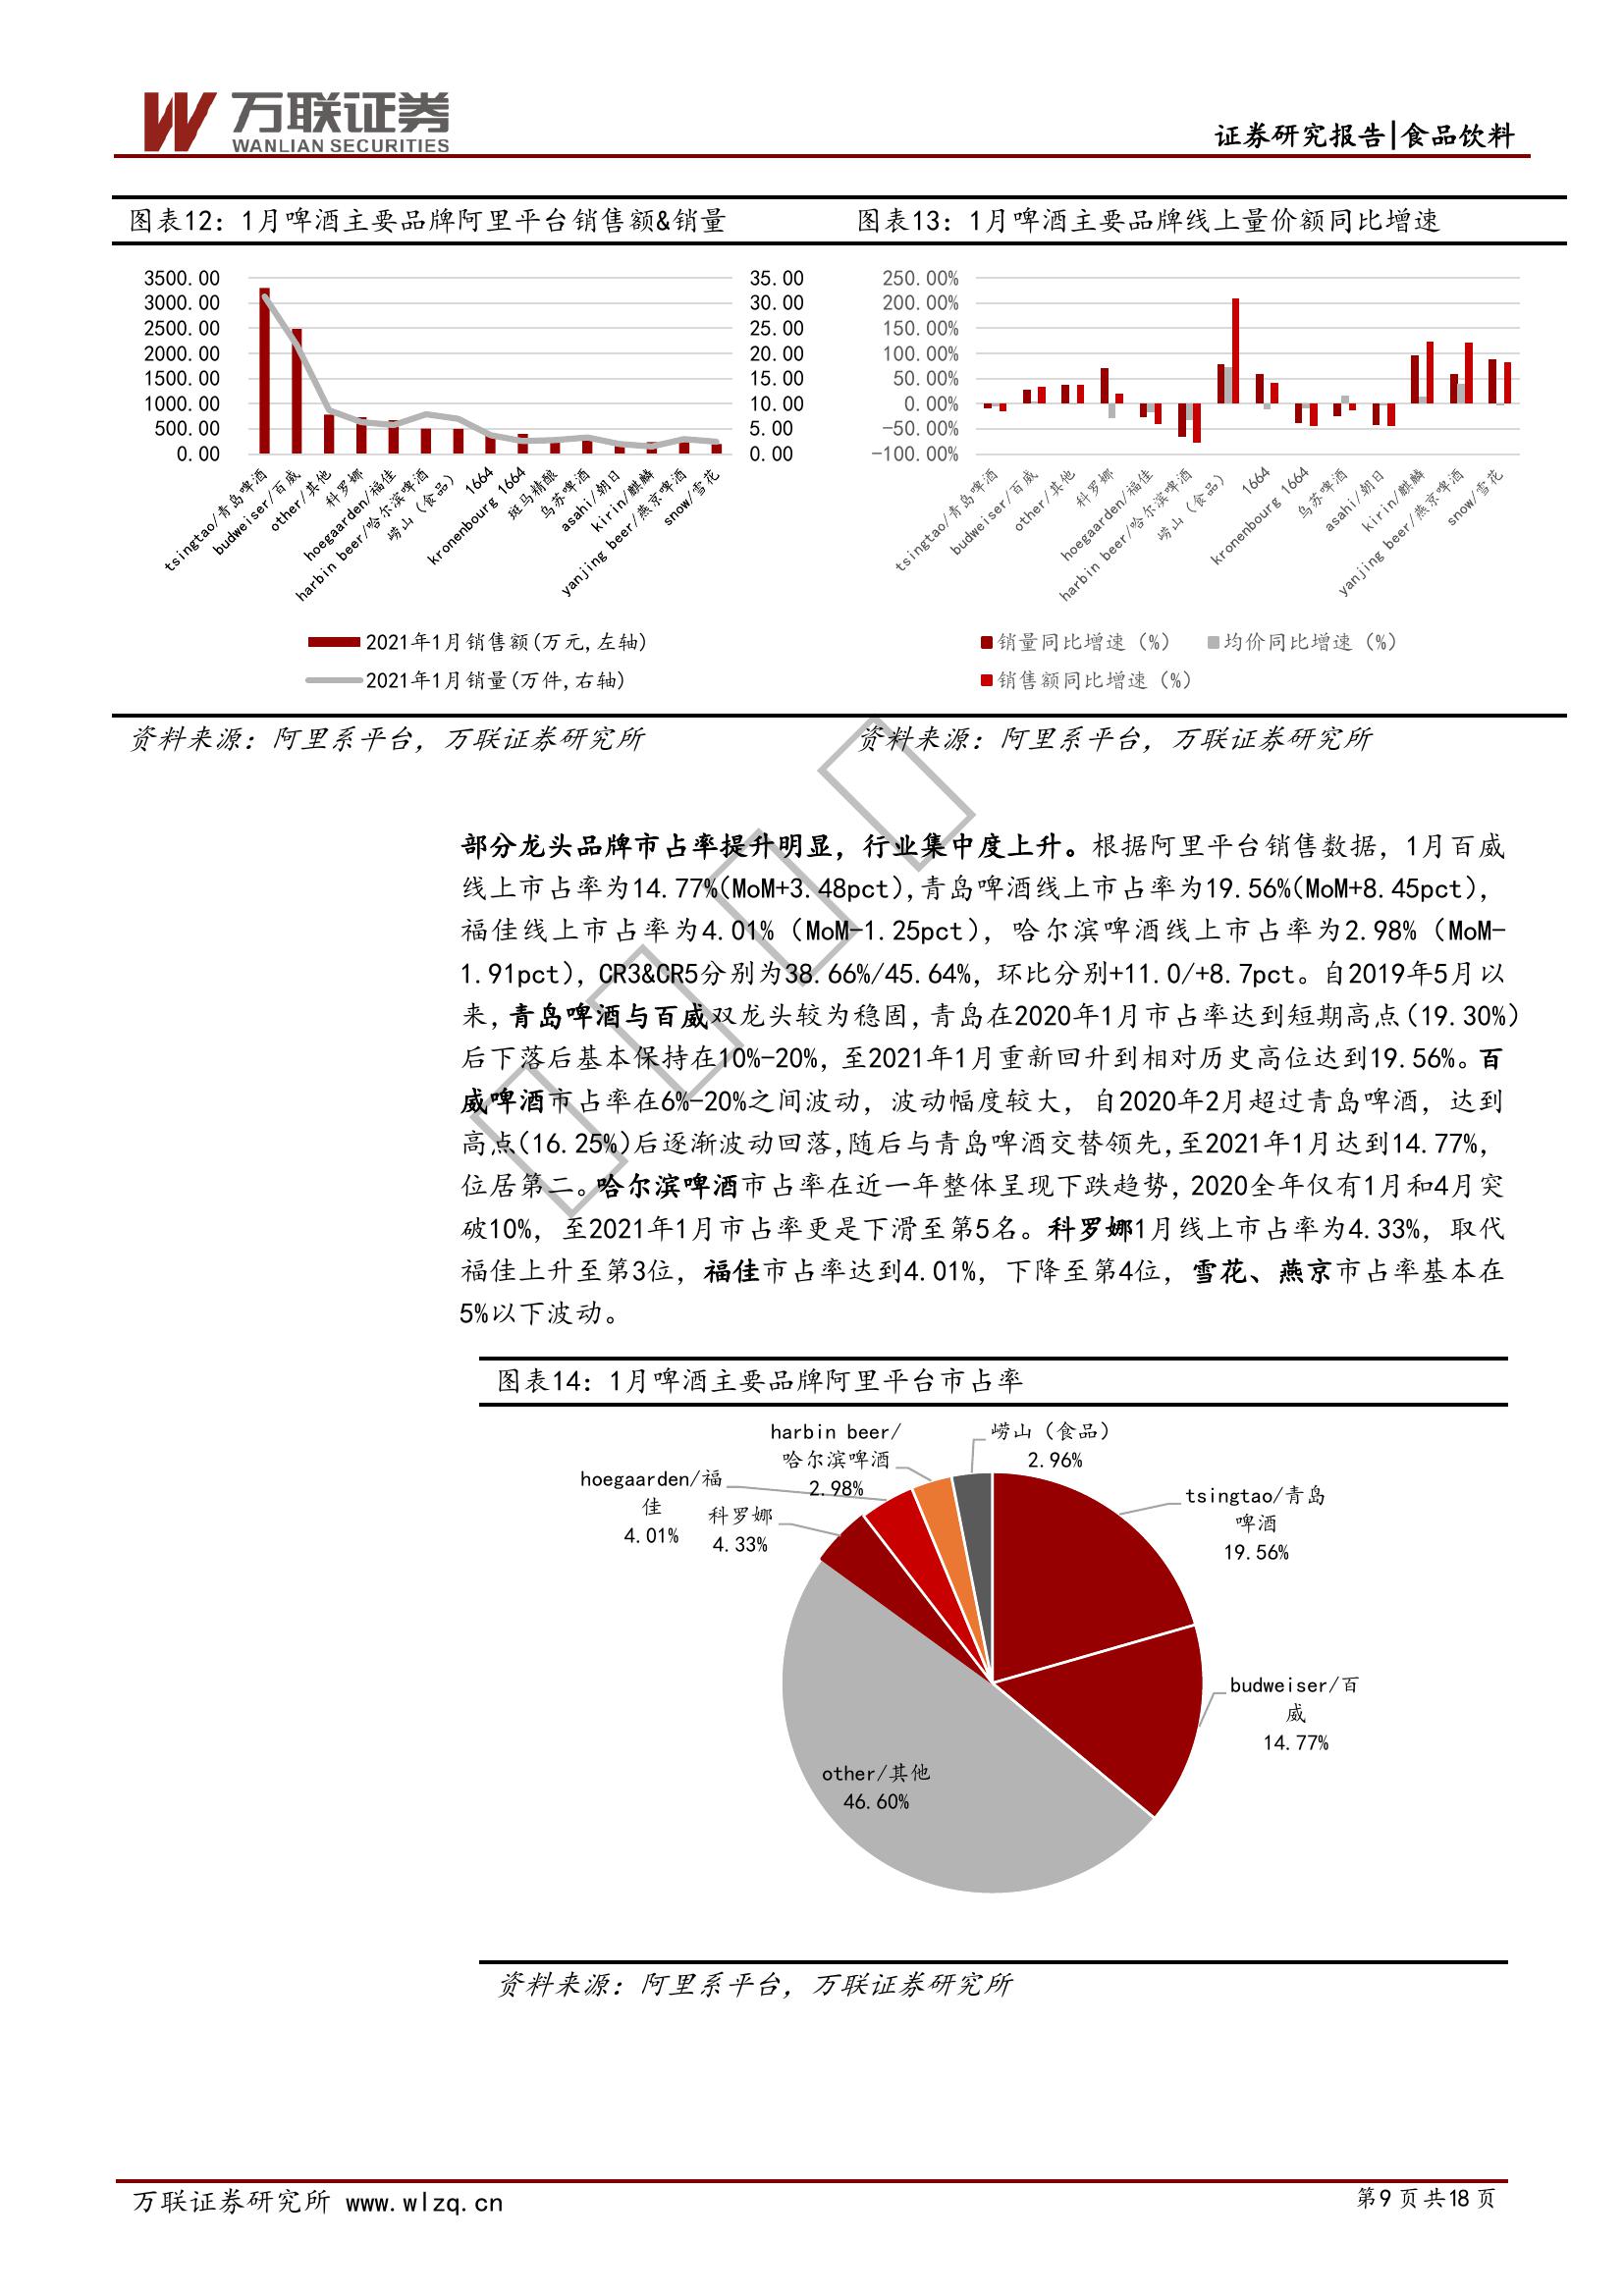 万联证券
WANLIAN SECURITIES
证券研究报告|食品饮料
图表12：1月啤酒主要品牌阿里平台销售额&销量
3500.00
3000.00
2500.00
2000.00
1500.00
1000.00
500.00
0.00
35.00
30.00
25.00
20.00
15.00
10.00
5.00
0.00
tsingtao/青岛啤酒
budweiser/百威
other/其他
科罗娜
hoegaarden/福佳
harbin beer/哈尔滨啤酒
崂山（食品）
1664
kronenbourg 1664
斑马精酿
乌苏啤酒
asahi/朝日
kirin/麒麟
yanjing beer/燕京啤酒
snow/雪花
2021年1月销售额(万元,左轴)
2021年1月销量(万件,右轴)
资料来源：阿里系平台，万联证券研究所
图表13：1月啤酒主要品牌线上量价额同比增速
250.00%
200.00%
150.00%
100.00%
50.00%
0.00%
-50.00%
-100.00%
tsingtao/青岛啤酒
budweiser/百威
other/其他
科罗娜
hoegaarden/福佳
harbin beer/哈尔滨啤酒
崂山（食品）
1664
kronenbourg 1664
乌苏啤酒
asahi/朝日
kirin/麒麟
yanjing beer/燕京啤酒
snow/雪花
销量同比增速（%）
均价同比增速（%）
销售额同比增速（%）
资料来源：阿里系平台，万联证券研究所
部分龙头品牌市占率提升明显，行业集中度上升。根据阿里平台销售数据，1月百威
线上市占率为14.77%(MoM+3.48pct),青岛啤酒线上市占率为19.56%(MoM+8.45pct),
福佳线上市占率为4.01%（MoM-1.25pct），哈尔滨啤酒线上市占率为2.98%（MoM-
1.91pct），CR3&CR5分别为38.66%/45.64%，环比分别+11.0/+8.7pct。自2019年5月以
来，青岛啤酒与百威双龙头较为稳固，青岛在2020年1月市占率达到短期高点（19.30%）
后下落后基本保持在10%-20%，至2021年1月重新回升到相对历史高位达到19.56%。百
威啤酒市占率在6%-20%之间波动，波动幅度较大，自2020年2月超过青岛啤酒，达到
高点(16.25%)后逐渐波动回落,随后与青岛啤酒交替领先,至2021年1月达到14.77%，
位居第二。哈尔滨啤酒市占率在近一年整体呈现下跌趋势，2020全年仅有1月和4月突
破10%，至2021年1月市占率更是下滑至第5名。科罗娜1月线上市占率为4.33%，取代
福佳上升至第3位，福佳市占率达到4.01%，下降至第4位，雪花、燕京市占率基本在
5%以下波动。
图表14：1月啤酒主要品牌阿里平台市占率
harbin beer/
哈尔滨啤酒
2.98%
崂山（食品）
2.96%
hoegaarden/福
佳
4.01%
科罗娜
4.33%
tsingtao/青岛
啤酒
19.56%
budweiser/百
威
14.77%
other/其他
46.60%
资料来源：阿里系平台，万联证券研究所
万联证券研究所 www.wlzq.cn
第9页共18页